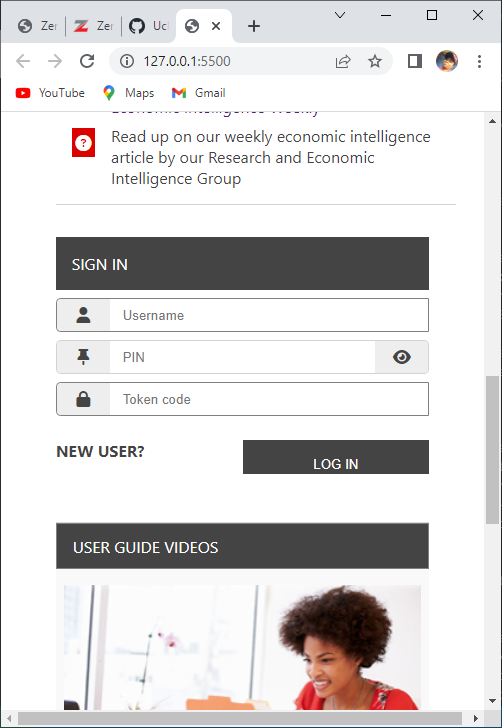 Zer
Zer
Ucl
Zer
127.0.0.1:5500
YouTube
Maps
Gmail
Economic Intelligence Weekly
Read up on our weekly economic intelligence
article by our Research and Economic
Intelligence Group
SIGN IN
Username
PIN
Token code
NEW USER?
LOG IN
USER GUIDE VIDEOS